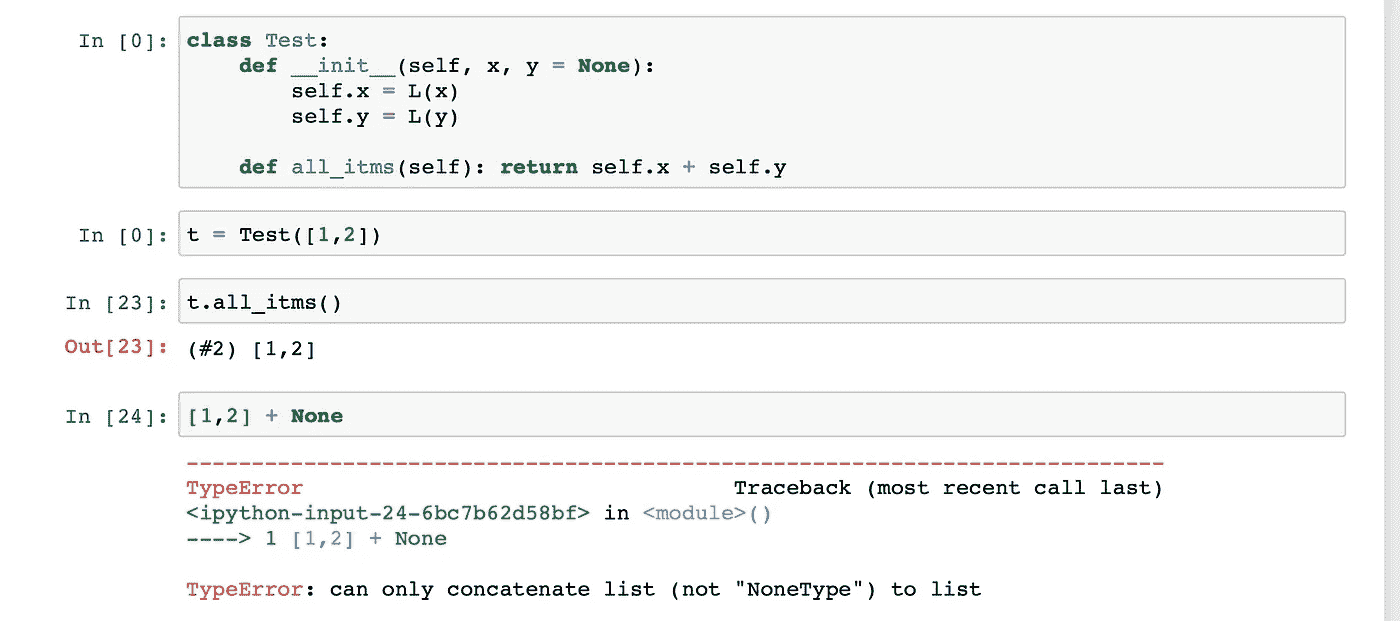 In [0]: class Test:
    def __init__(self, x, y = None):
        self.x = L(x)
        self.y = L(y)
    def all_itms(self): return self.x + self.y
In [0]: t = Test([1,2])
In [23]: t.all_itms()
Out[23]: (#2) [1,2]
In [24]: [1,2] + None
---------------------------------------------------------------------------
TypeError                                 Traceback (most recent call last)
<ipython-input-24-6bc7b62d58bf> in <module>()
----> 1 [1,2] + None
TypeError: can only concatenate list (not "NoneType") to list